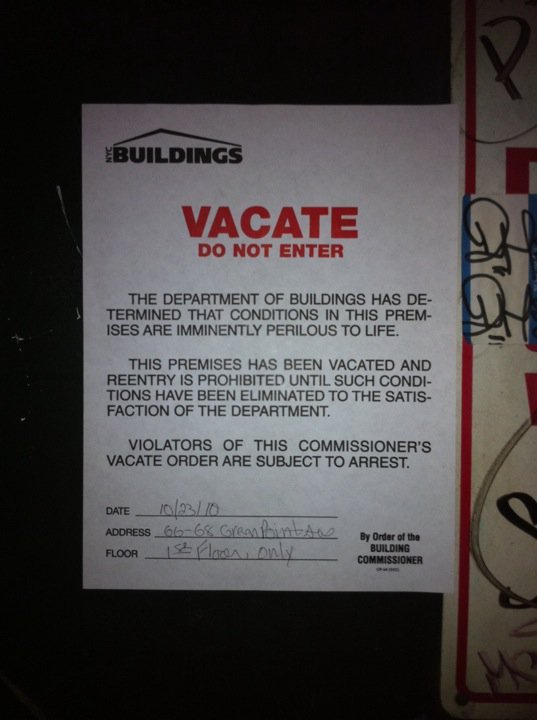 NYC BUILDINGS
VACATE
DO NOT ENTER
THE DEPARTMENT OF BUILDINGS HAS DE-
TERMINED THAT CONDITIONS IN THIS PREM-
ISES ARE IMMINENTLY PERILOUS TO LIFE.
THIS PREMISES HAS BEEN VACATED AND
REENTRY IS PROHIBITED UNTIL SUCH CONDI-
TIONS HAVE BEEN ELIMINATED TO THE SATIS-
FACTION OF THE DEPARTMENT.
VIOLATORS OF THIS COMMISSIONER'S
VACATE ORDER ARE SUBJECT TO ARREST.
DATE 10/23/10
ADDRESS 66-68 GreenPoint Ave
FLOOR 1st Floor, only
By Order of the
BUILDING
COMMISSIONER